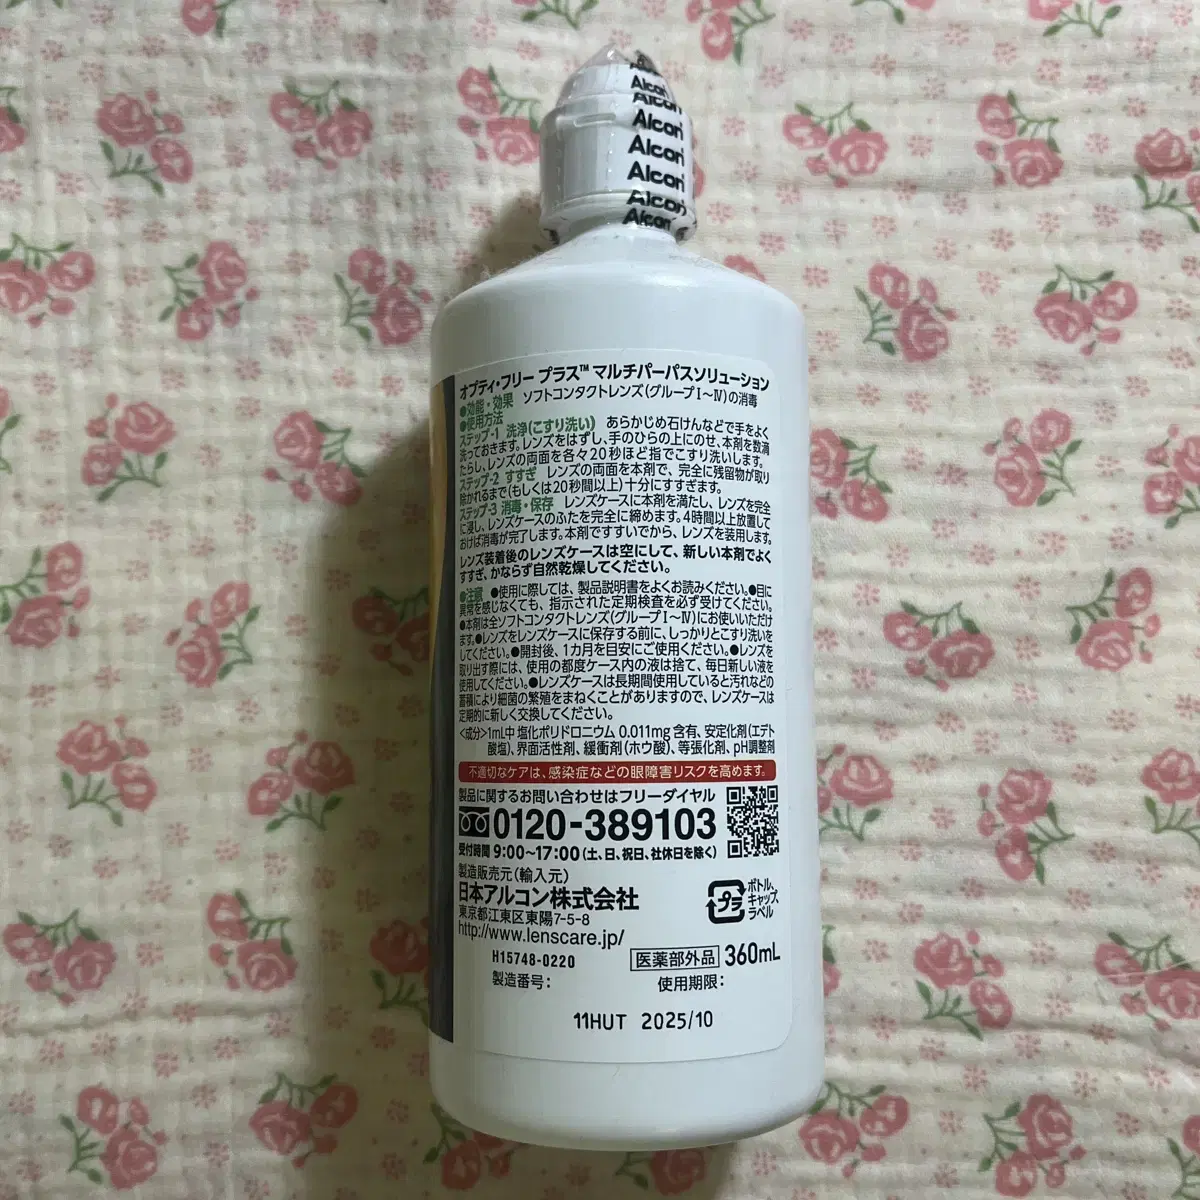 Alcon
Alcon
Alcon
Alcon
Alcon
Alcon
Alcon
オプティ・フリー プラス™ マルチパーパスソリューション
●効能・効果 ソフトコンタクトレンズ(グループⅠ~Ⅳ)の消毒
●使用方法
ステップ-1 洗浄(こすり洗い) あらかじめ石けんなどで手をよく
洗っておきます。レンズをはずし、手のひらの上にのせ、本剤を数滴
たらし、レンズの両面を各々20秒ほど指でこすり洗いします。
ステップ-2 すすぎ レンズの両面を本剤で、完全に残留物が取り
除かれるまで(もしくは20秒間以上)十分にすすぎます。
ステップ-3 消毒・保存 レンズケースに本剤を満たし、レンズを完全
に浸し、レンズケースのふたを完全に締めます。4時間以上放置して
おけば消毒が完了します。本剤ですすいでから、レンズを装用します。
レンズ装着後のレンズケースは空にして、新しい本剤でよく
すすぎ、かならず自然乾燥してください。
●注意 ●使用に際しては、製品説明書をよくお読みください。●目に
異常を感じなくても、指示された定期検査を必ず受けてください。
●本剤は全ソフトコンタクトレンズ(グループⅠ~Ⅳ)にお使いいただけ
ます。●レンズをレンズケースに保存する前に、しっかりとこすり洗いを
してください。●開封後、1カ月を目安にご使用ください。●レンズを
取り出す際には、使用の都度ケース内の液は捨て、毎日新しい液を
使用してください。●レンズケースは長期間使用していると汚れなどの
蓄積により細菌の繁殖をまねくことがありますので、レンズケースは
定期的に新しく交換してください。
<成分>1mL中 塩化ポリドロニウム 0.011mg 含有、安定化剤(エデト
酸塩)、界面活性剤、緩衝剤(ホウ酸)、等張化剤、pH調整剤
不適切なケアは、感染症などの眼障害リスクを高めます。
製品に関するお問い合わせはフリーダイヤル
0120-389103
受付時間 9:00~17:00(土、日、祝日、社休日を除く)
製造販売元(輸入元)
日本アルコン株式会社
東京都江東区東陽7-5-8
http://www.lenscare.jp/
プラ
ボトル、
キャップ、
ラベル
H15748-0220
医薬部外品 360mL
製造番号: 使用期限:
11HUT 2025/10